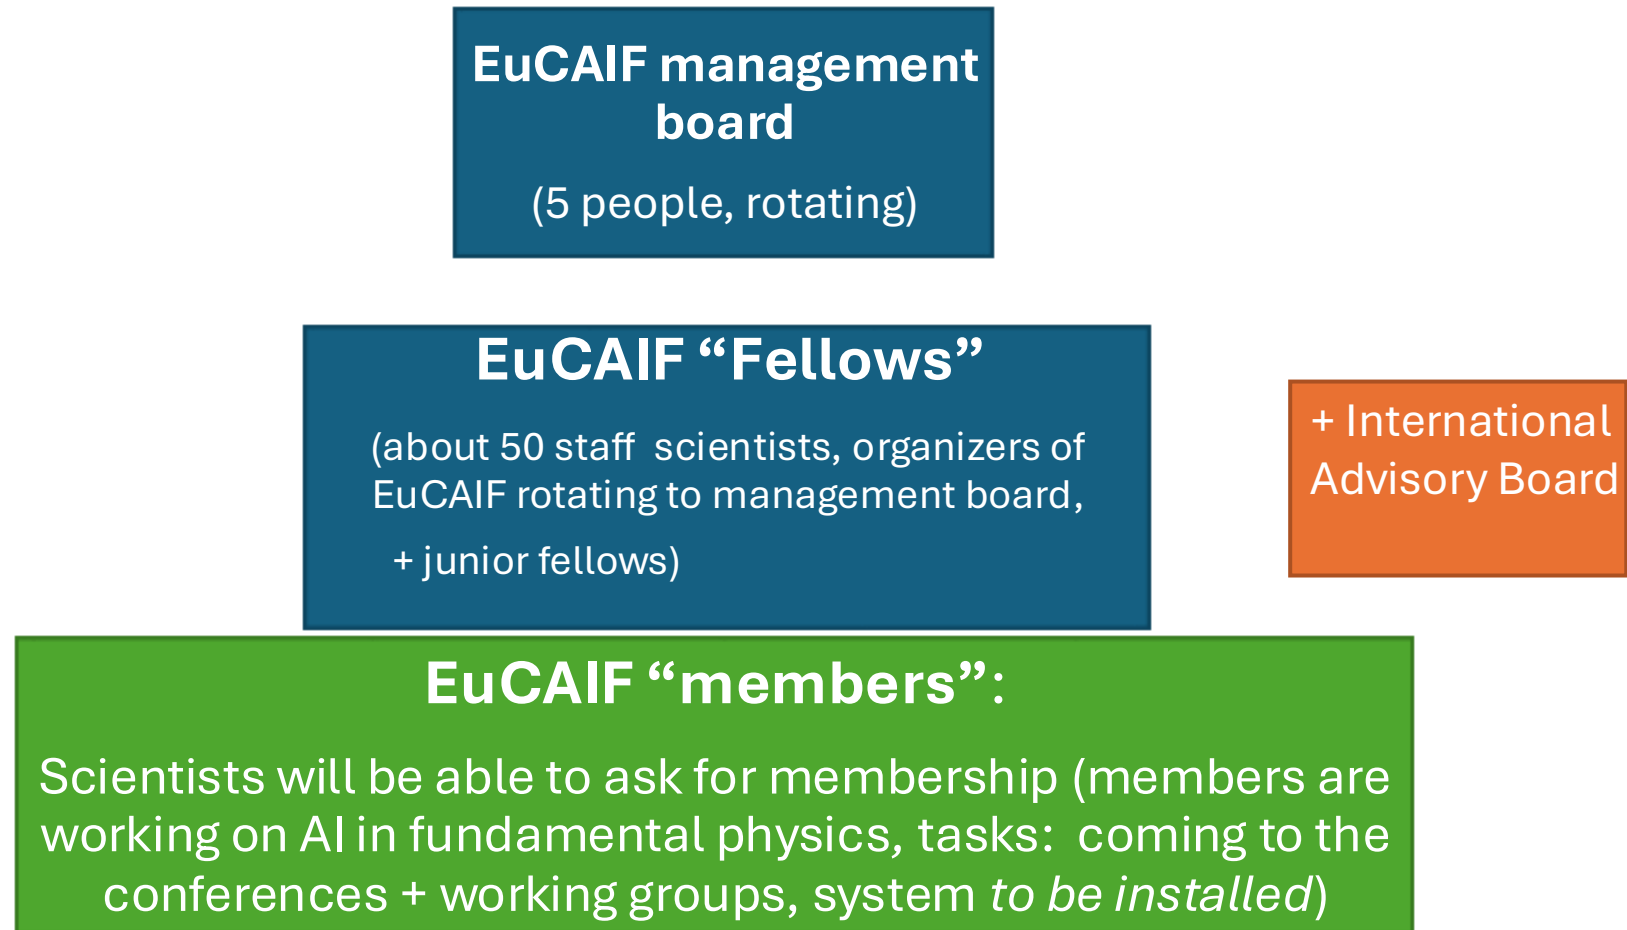 EuCAIF management
board
(5 people, rotating)
EuCAIF “Fellows”
(about 50 staff scientists, organizers of
EuCAIF rotating to management board,
+ junior fellows)
+ International
Advisory Board
EuCAIF “members”:
Scientists will be able to ask for membership (members are
working on AI in fundamental physics, tasks: coming to the
conferences + working groups, system to be installed)